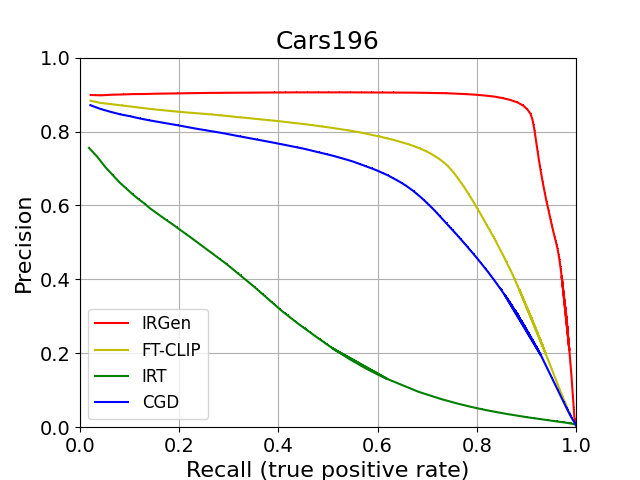 Cars196
Precision
1.0
0.8
0.6
0.4
0.2
0.0
IRGen
FT-CLIP
IRT
CGD
0.0 0.2 0.4 0.6 0.8 1.0
Recall (true positive rate)